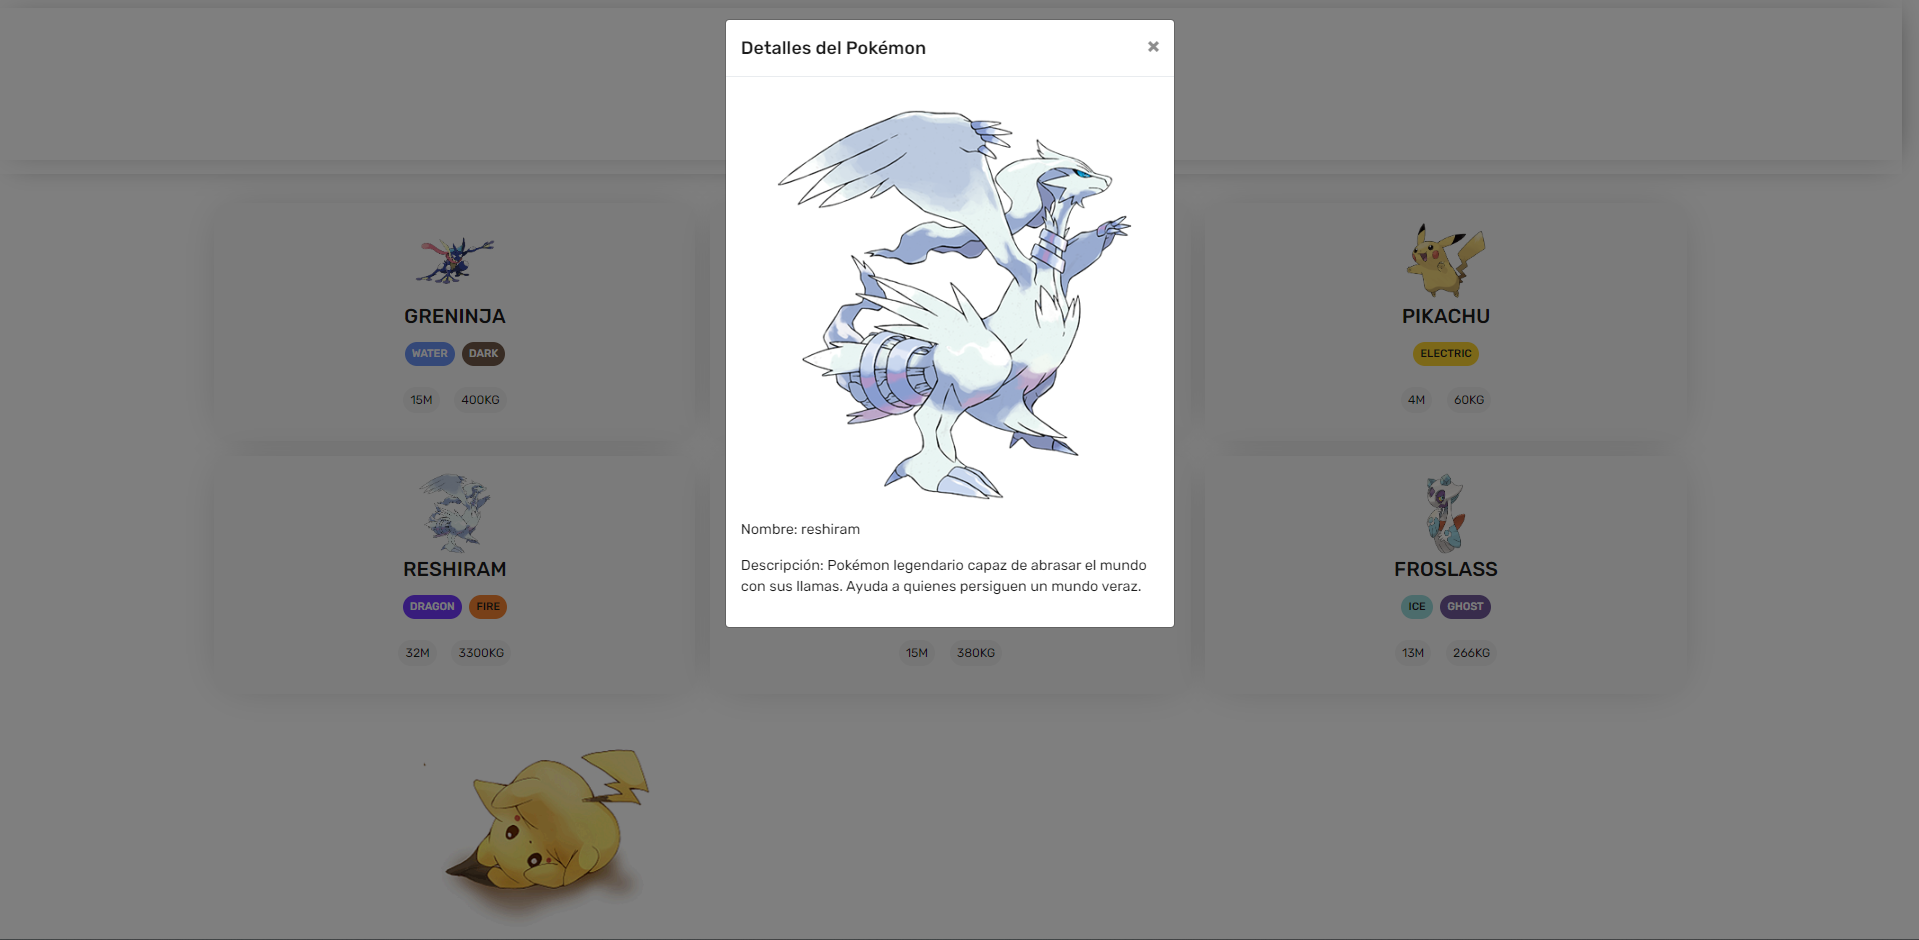 Detalles del Pokémon
×
GRENINJA
WATER DARK
15M 400KG
PIKACHU
ELECTRIC
4M 60KG
Nombre: reshiram
Descripción: Pokémon legendario capaz de abrasar el mundo
con sus llamas. Ayuda a quienes persiguen un mundo veraz.
RESHIRAM
DRAGON FIRE
32M 3300KG
15M 380KG
FROSLASS
ICE GHOST
13M 266KG